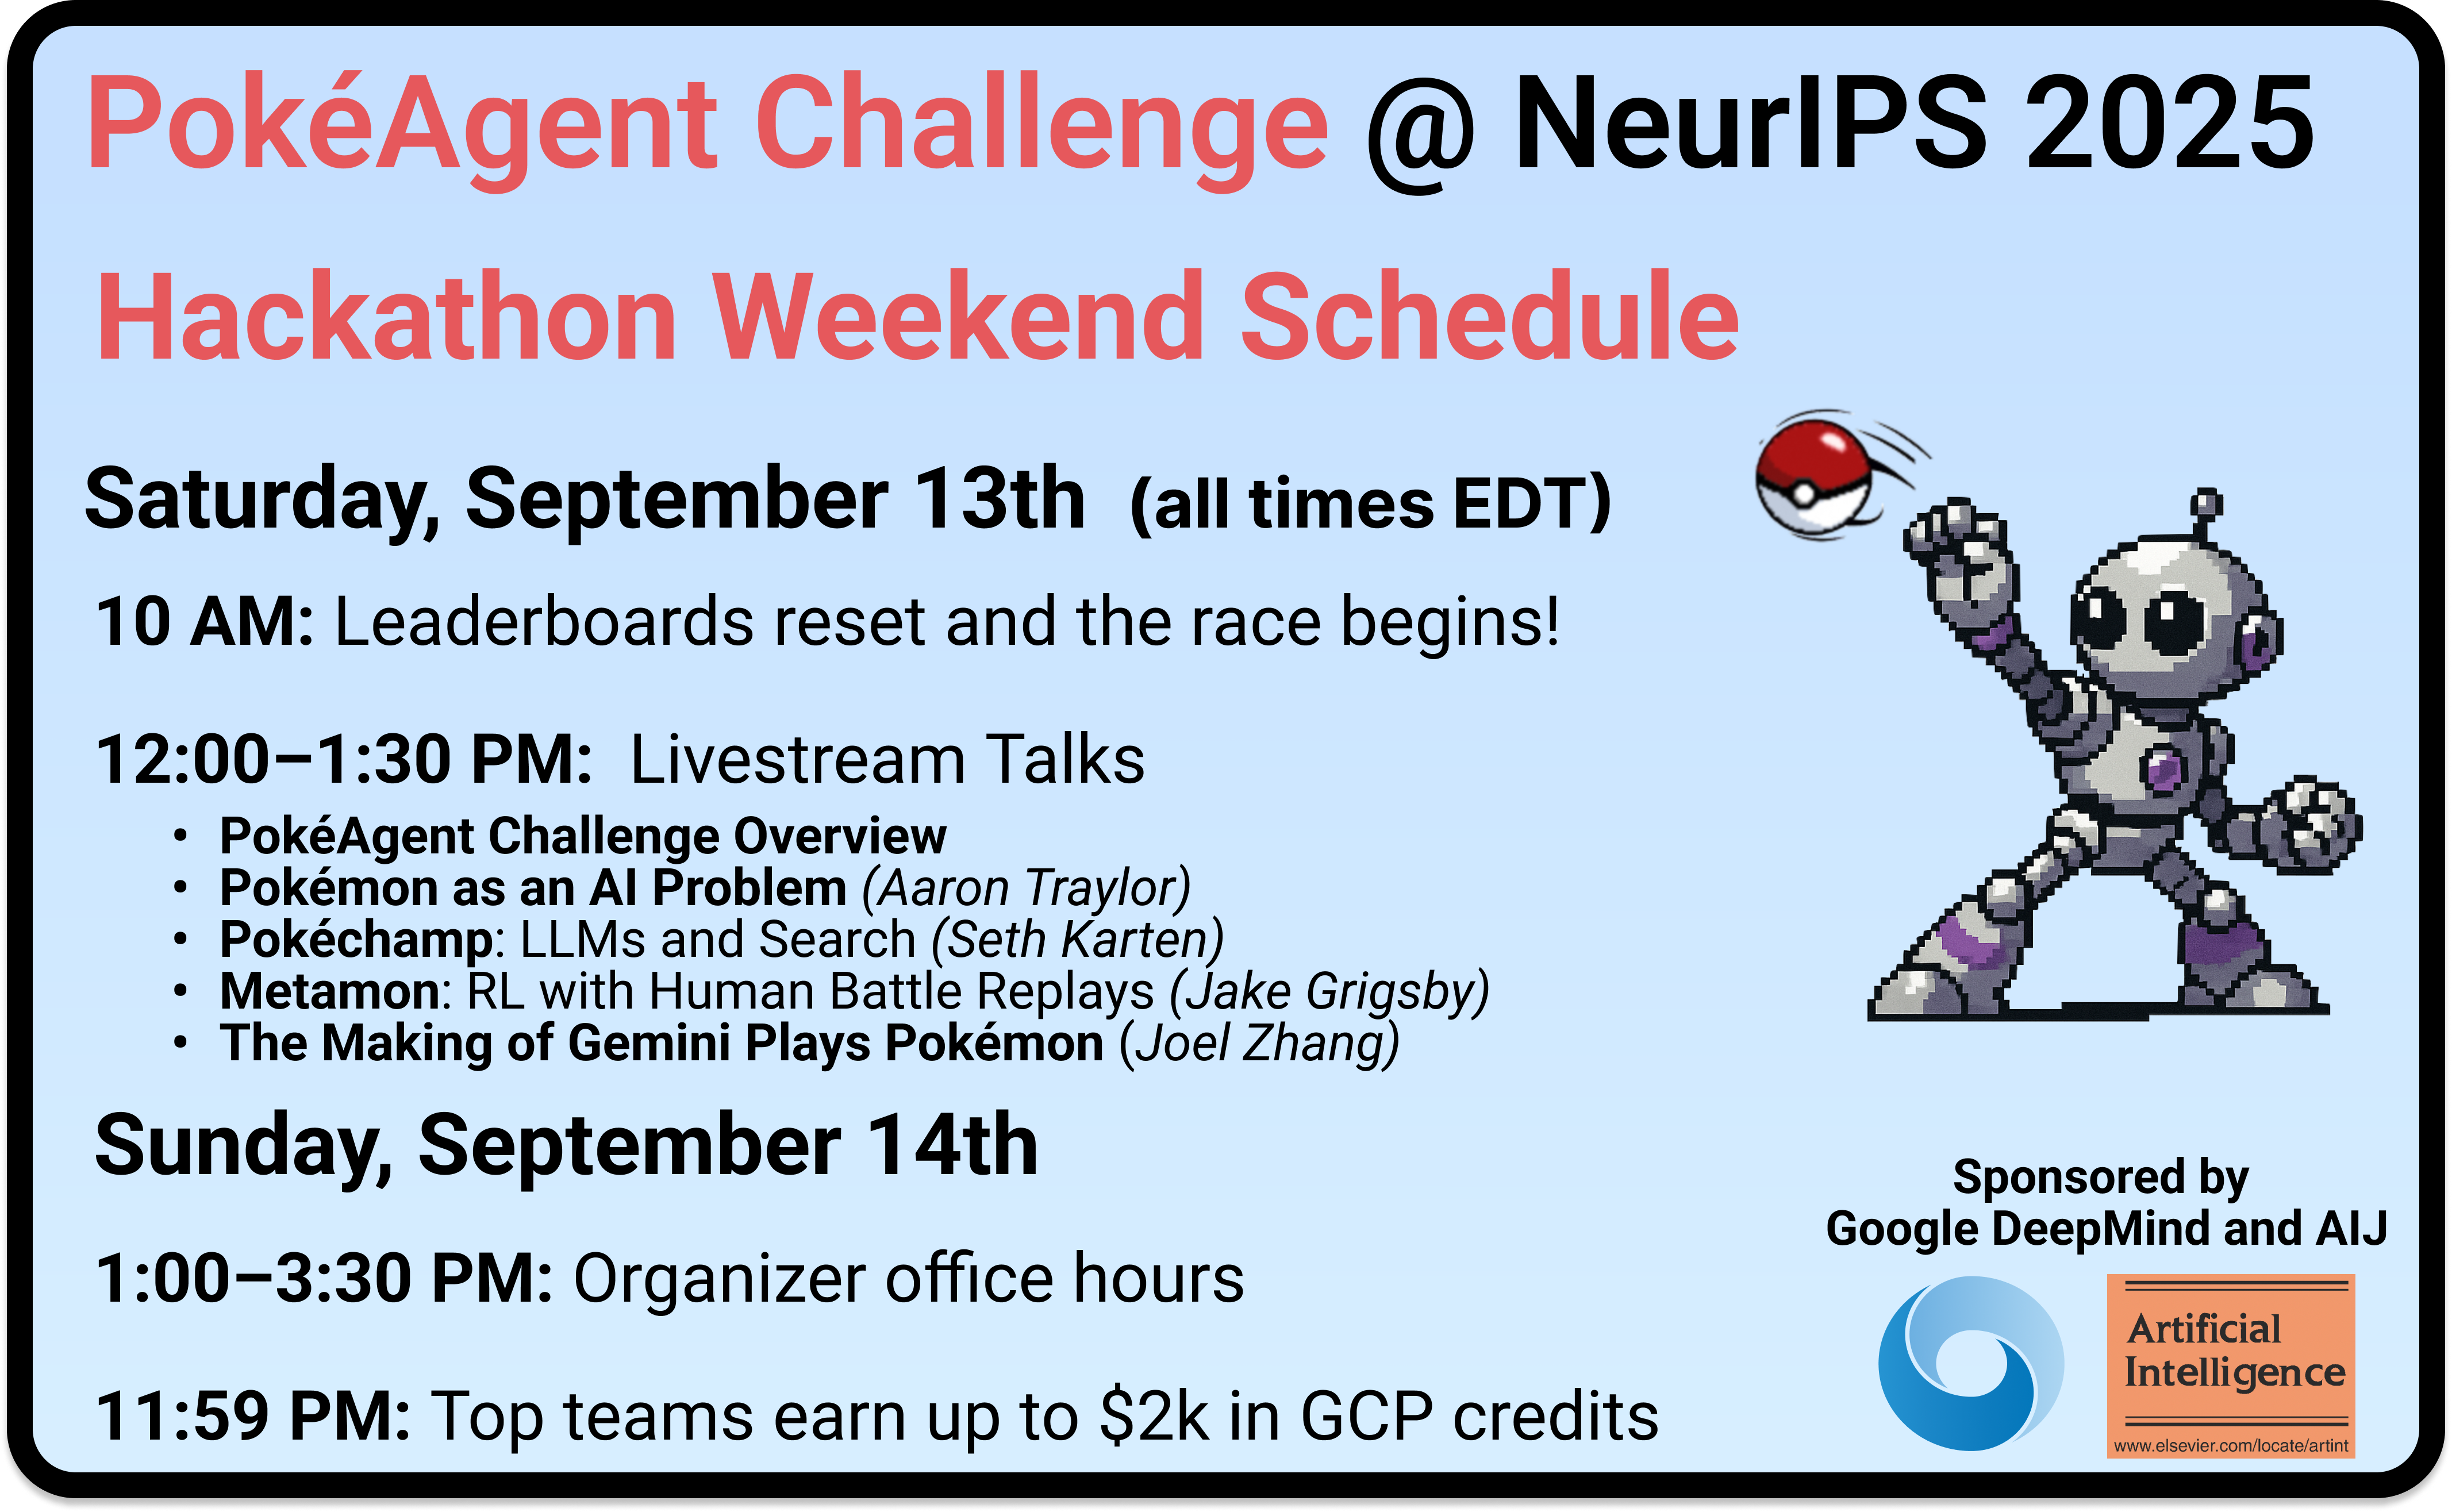 PokéAgent Challenge @ NeurIPS 2025
Hackathon Weekend Schedule
Saturday, September 13th (all times EDT)
10 AM: Leaderboards reset and the race begins!
12:00–1:30 PM: Livestream Talks
• PokéAgent Challenge Overview
• Pokémon as an AI Problem (Aaron Traylor)
• Pokéchamp: LLMs and Search (Seth Karten)
• Metamon: RL with Human Battle Replays (Jake Grigsby)
• The Making of Gemini Plays Pokémon (Joel Zhang)
Sunday, September 14th
1:00–3:30 PM: Organizer office hours
11:59 PM: Top teams earn up to $2k in GCP credits
Sponsored by
Google DeepMind and AIJ
Artificial
Intelligence
www.elsevier.com/locate/artint